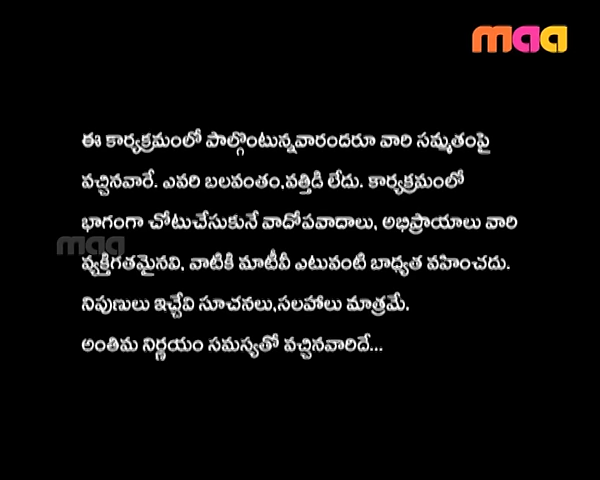 maa
ఈ కార్యక్రమంలో పాల్గొంటున్నవారందరూ వారి సమ్మతంపై
వచ్చినవారే. ఎవరి బలవంతం,వత్తిడి లేదు. కార్యక్రమంలో
భాగంగా చోటుచేసుకునే వాదోపవాదాలు, అభిప్రాయాలు వారి
maa
వ్యక్తిగతమైనవి, వాటికి మాటీవీ ఎటువంటి బాధ్యత వహించదు.
నిపుణులు ఇచ్చేవి సూచనలు,సలహాలు మాత్రమే.
అంతిమ నిర్ణయం సమస్యతో వచ్చినవారిదే...